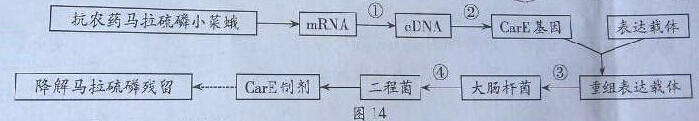 抗农药马拉硫磷小菜蛾 mRNA ① cDNA ② CarE基因 表达载体
降解马拉硫磷残留 CarE制剂 工程菌 ④ 大肠杆菌 ③ 重组表达载体
图14